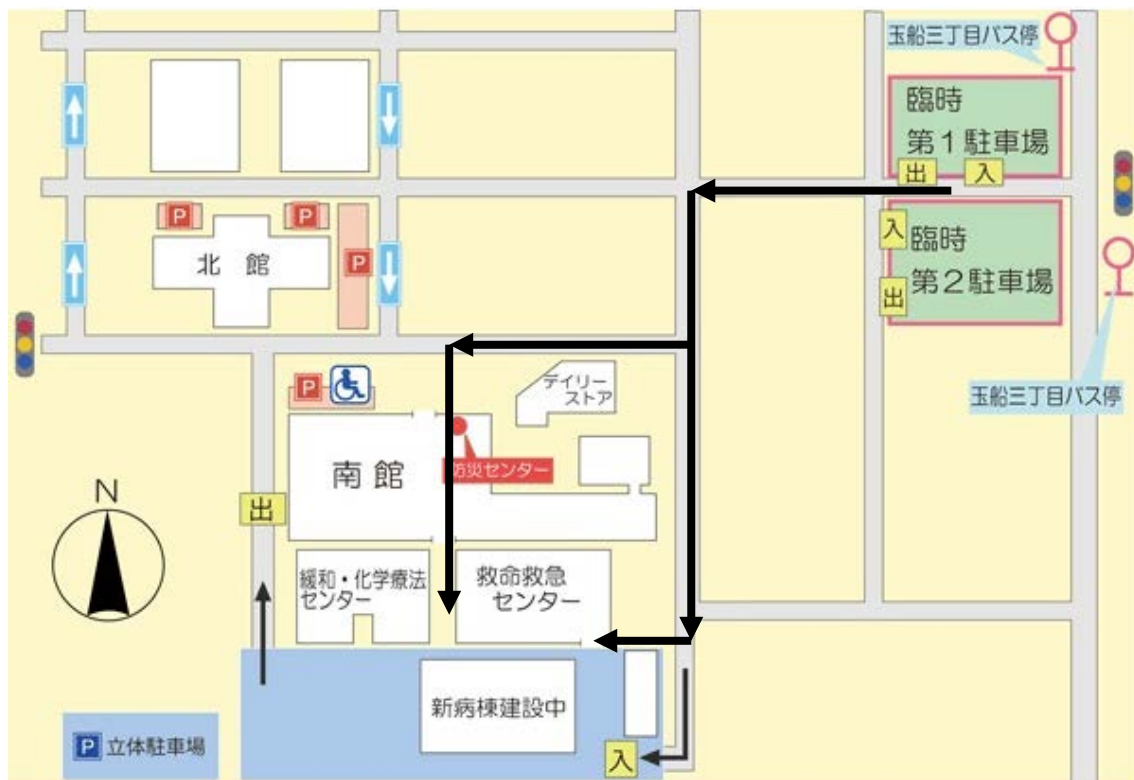 玉船三丁目バス停
臨時
第1駐車場
出
入
入
臨時
出
第2駐車場
玉船三丁目バス停
P
P
P
北 館
P
デイリー
ストア
防災センター
南 館
N
出
緩和・化学療法
センター
救命救急
センター
新病棟建設中
入
P 立体駐車場